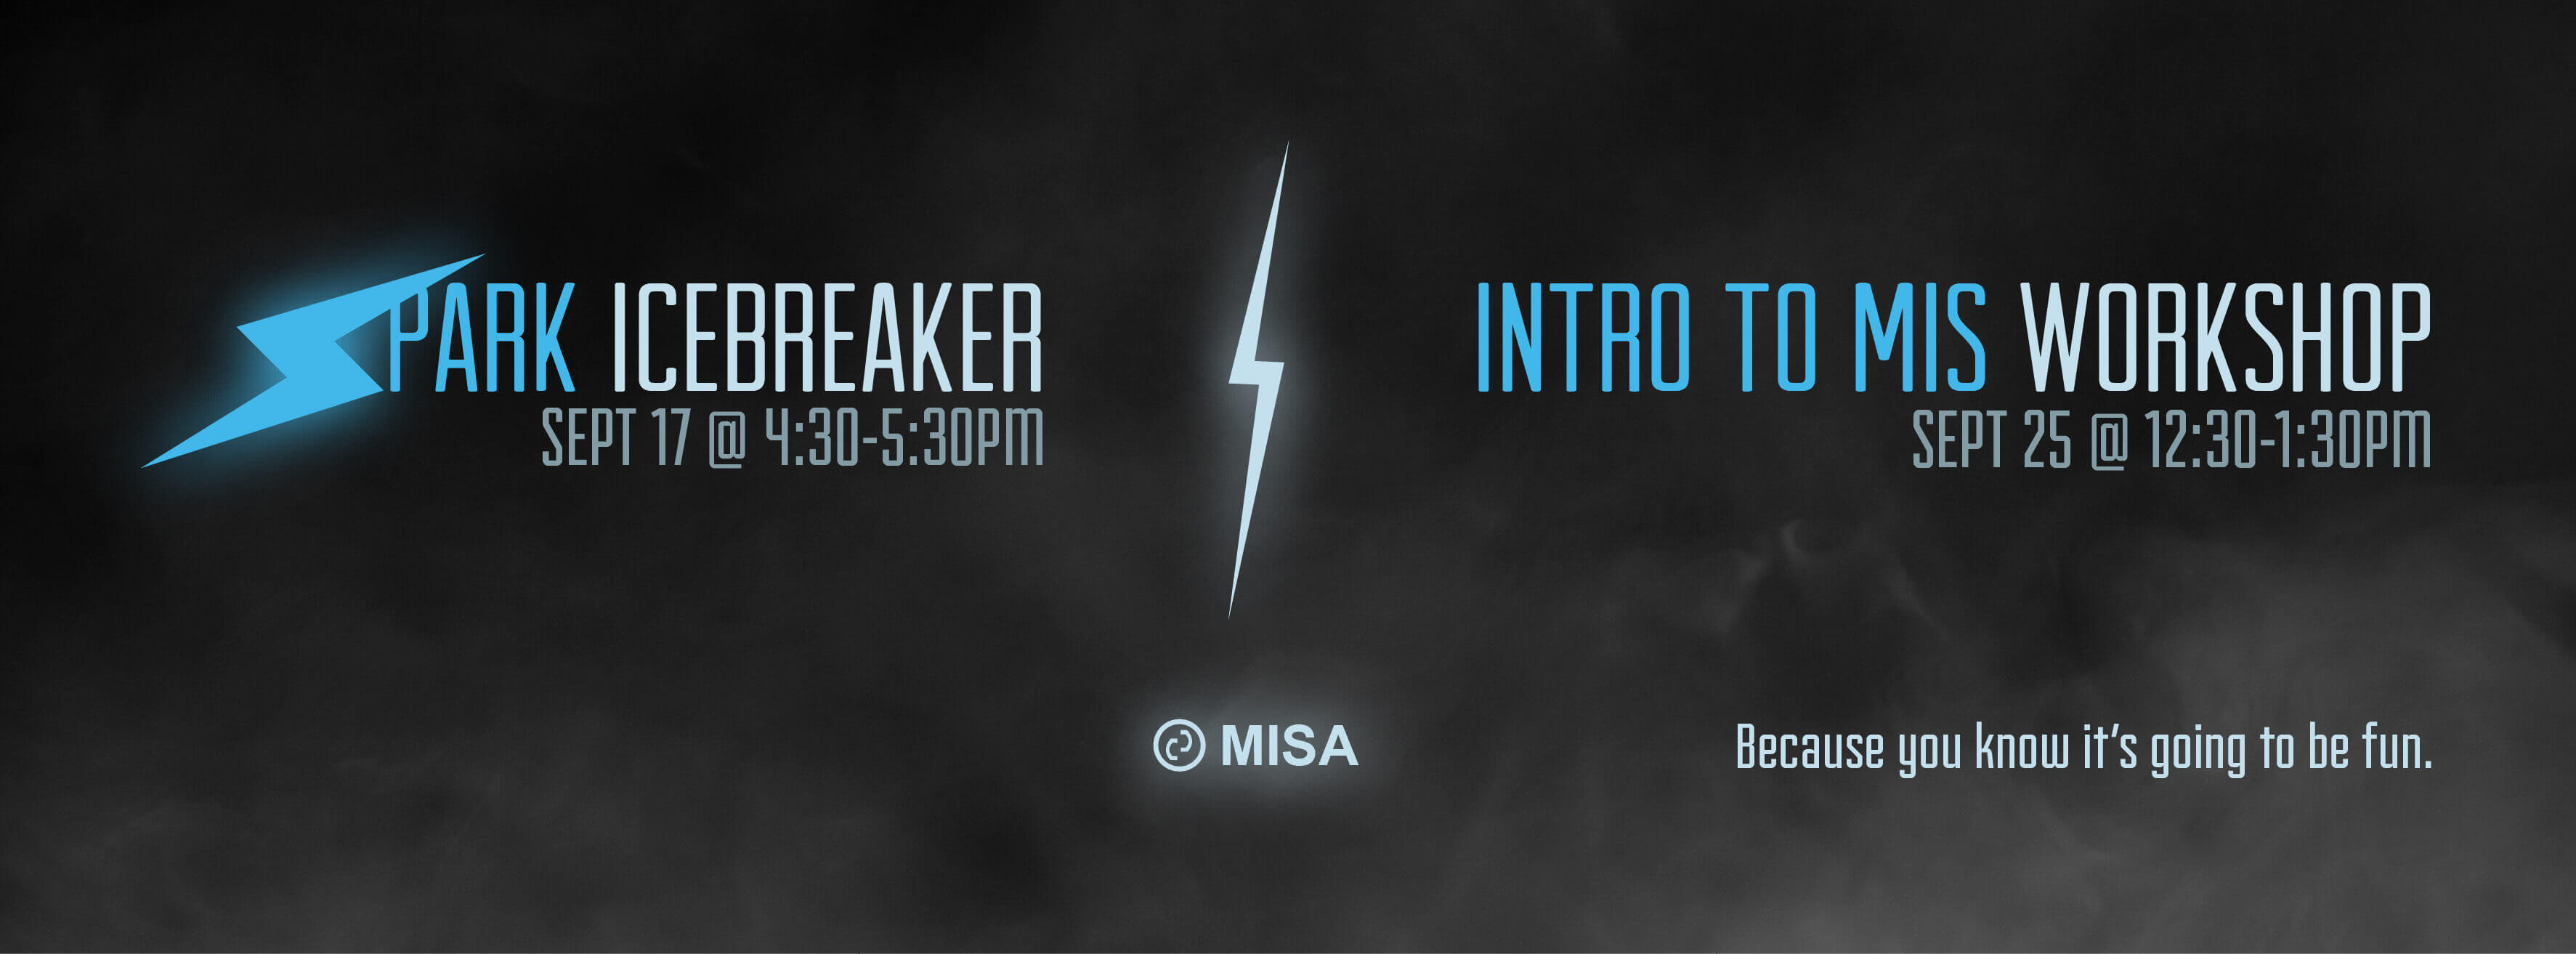 SPARK ICEBREAKER
SEPT 17 @ 4:30-5:30PM
INTRO TO MIS WORKSHOP
SEPT 25 @ 12:30-1:30PM
MISA
Because you know it's going to be fun.